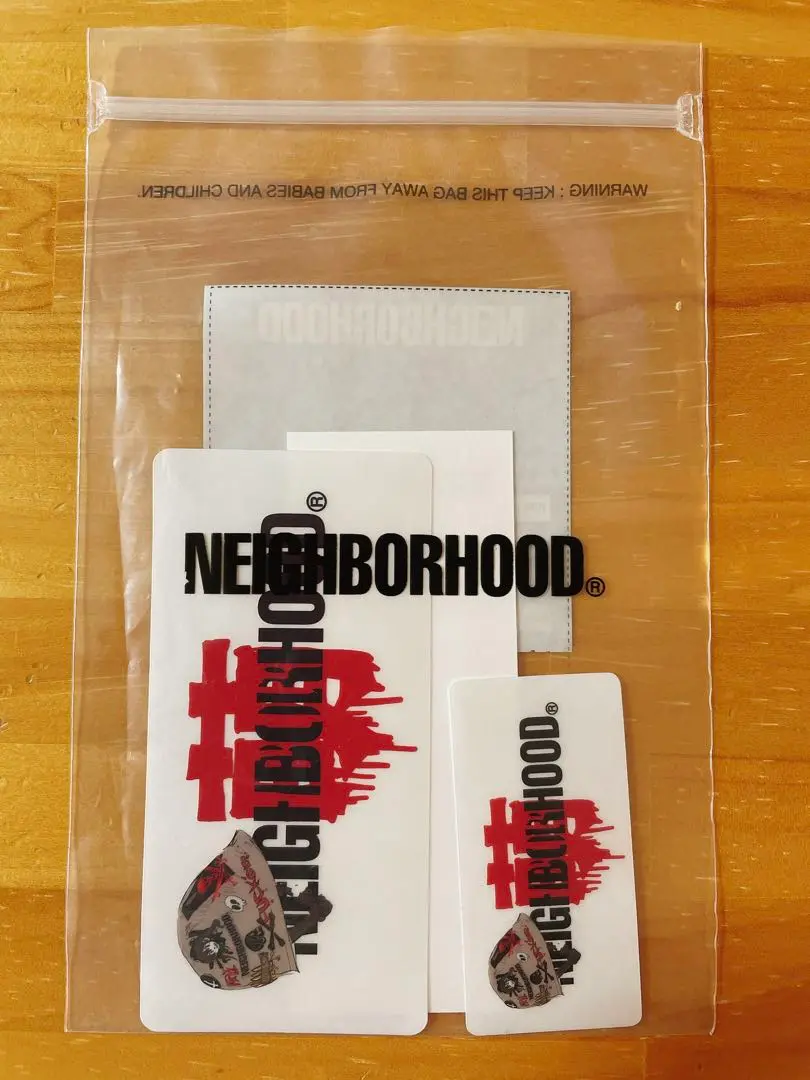 WARNING : KEEP THIS BAG AWAY FROM BABIES AND CHILDREN.
NEIGHBORHOOD
NEIGHBORHOOD®
NEIGHBORHOOD®
NEIGHBORHOOD®